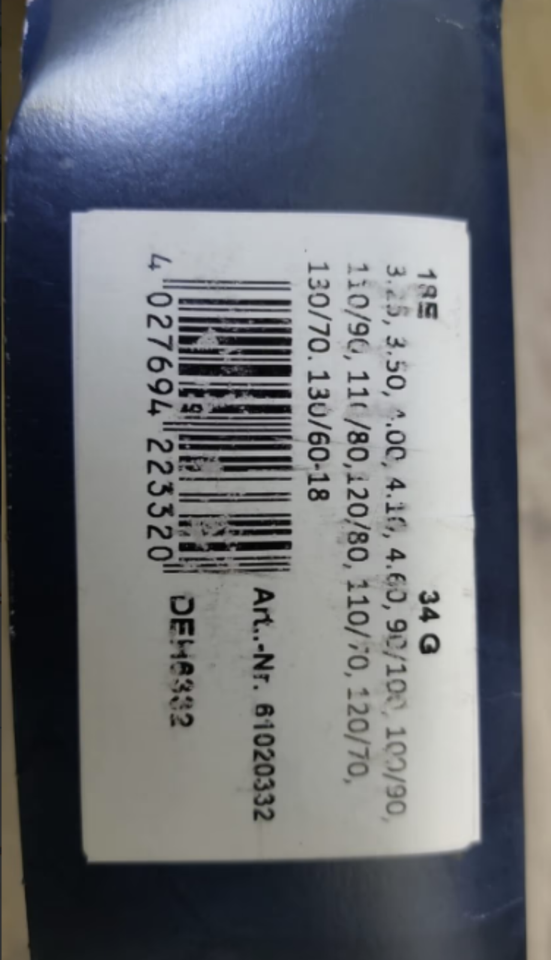 18E 34 G
3.25, 3.50, 4.00, 4.10, 4.60, 90/100, 100/90,
110/90, 110/80, 120/80, 110/70, 120/70,
130/70. 130/60-18
Art.-Nr. 61020332
4 027694 223320